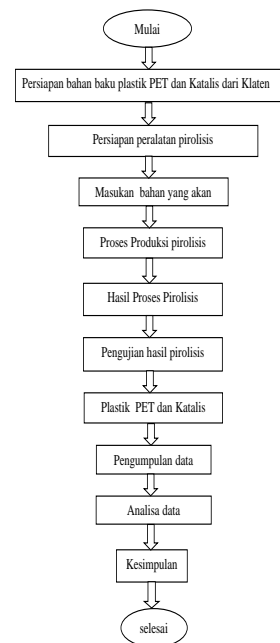 Mulai
Persiapan bahan baku plastik PET dan Katalis dari Klaten
Persiapan peralatan pirolisis
Masukan bahan yang akan
Proses Produksi pirolisis
Hasil Proses Pirolisis
Pengujian hasil pirolisis
Plastik PET dan Katalis
Pengumpulan data
Analisa data
Kesimpulan
selesai